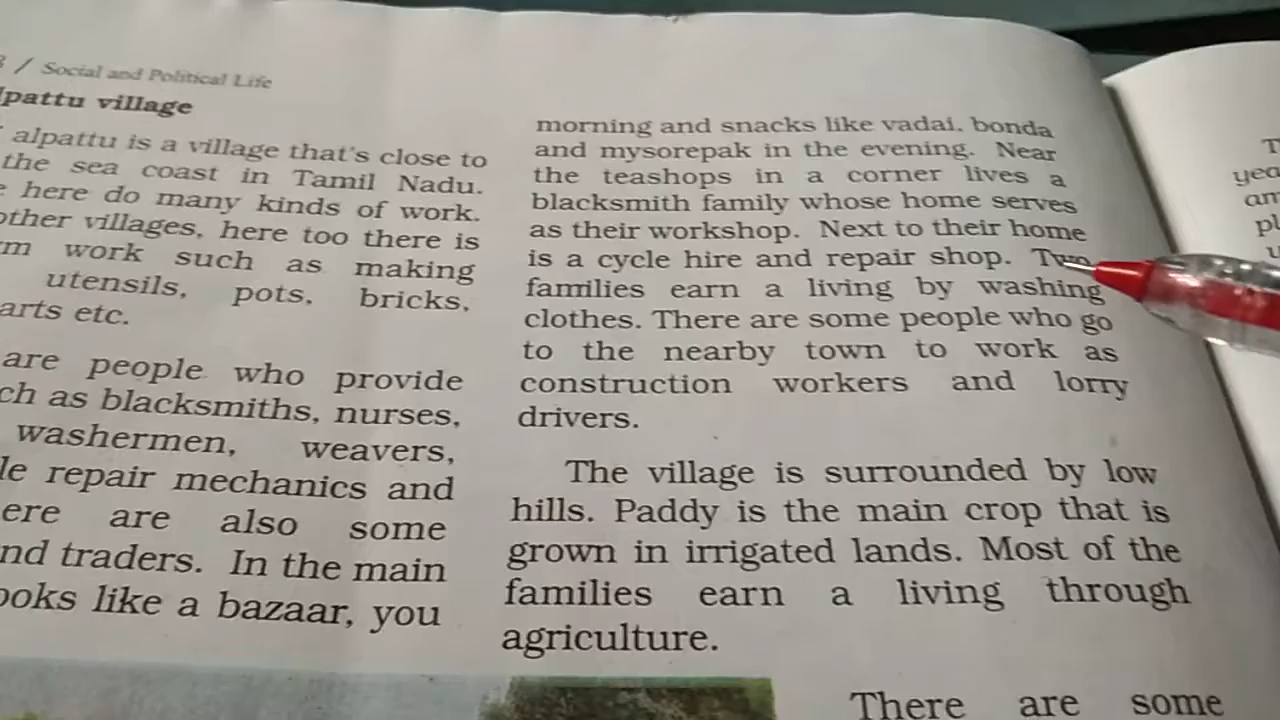 / Social and Political Life
pattu village
alpattu is a village that's close to
the sea coast in Tamil Nadu.
here do many kinds of work.
other villages, here too there is
work such as making
utensils, pots, bricks,
arts etc.
are people who provide
ch as blacksmiths, nurses,
washermen, weavers,
le repair mechanics and
ere are also some
nd traders. In the main
ooks like a bazaar, you
morning and snacks like vadai, bonda
and mysorepak in the evening. Near
the teashops in a corner lives a
blacksmith family whose home serves
as their workshop. Next to their home
is a cycle hire and repair shop. Two
families earn a living by washing
clothes. There are some people who go
to the nearby town to work as
construction workers and lorry
drivers.
The village is surrounded by low
hills. Paddy is the main crop that is
grown in irrigated lands. Most of the
families earn a living through
agriculture.
There are some